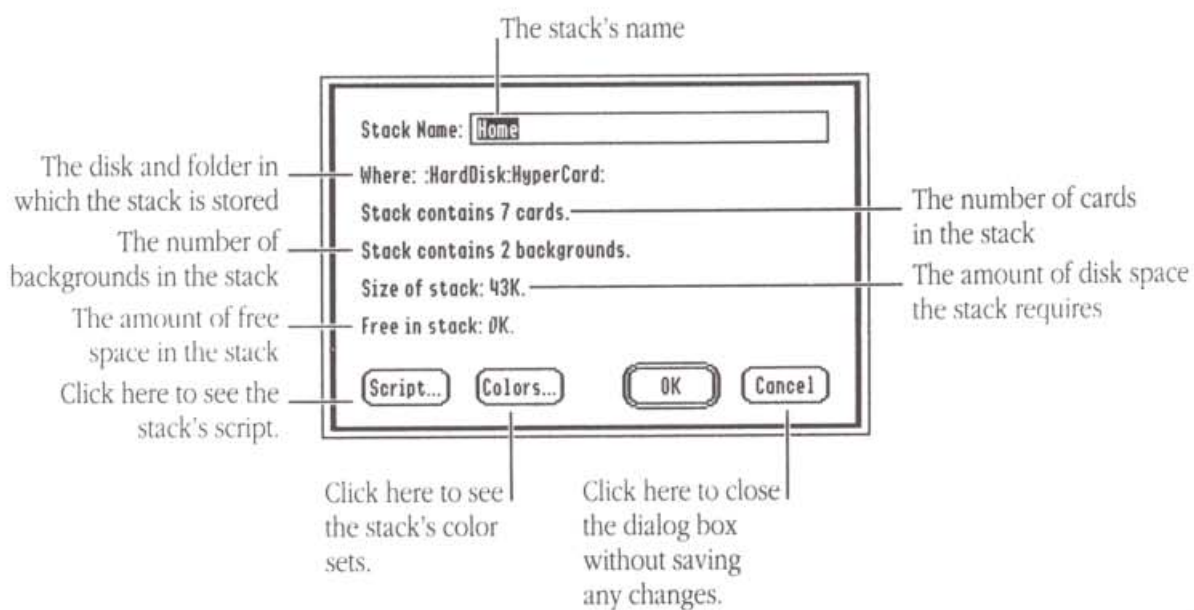 The stack's name
Stack Name: Home
The disk and folder in
which the stack is stored
Where: :HardDisk:HyperCard:
Stack contains 7 cards.
The number of cards
in the stack
The number of
backgrounds in the stack
Stack contains 2 backgrounds.
Size of stack: 43K.
The amount of disk space
the stack requires
The amount of free
space in the stack
Free in stack: 0K.
Click here to see the
stack's script.
Script...
Colors...
OK
Cancel
Click here to see
the stack's color
sets.
Click here to close
the dialog box
without saving
any changes.